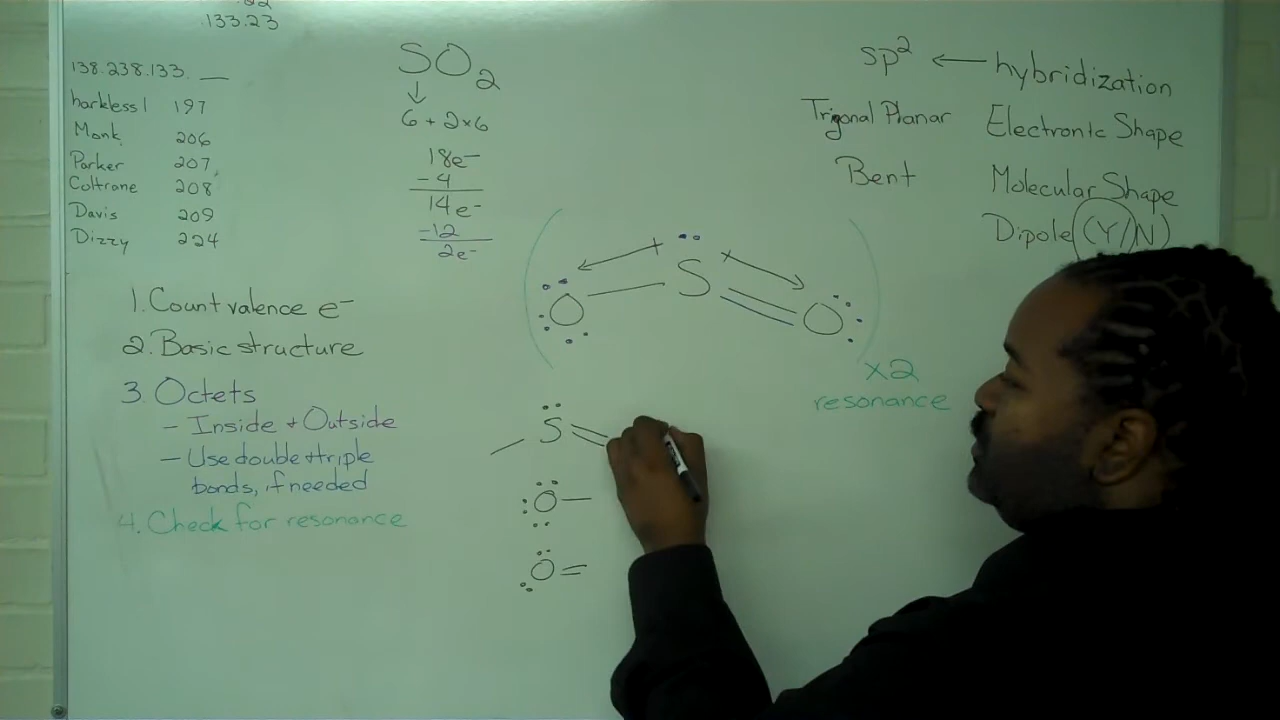 .22
.133.23
138.238.133. __
harkless1 197
Monk 206
Parker 207
Coltrane 208
Davis 209
Dizzy 224
SO2
↓
6 + 2×6
18e-
-4
14e-
-12
2e-
sp² ← hybridization
Trigonal Planar Electronic Shape
Bent Molecular Shape
Dipole (Y/N)
1. Count valence e-
2. Basic structure
3. Octets
- Inside + Outside
- Use double + triple
bonds, if needed
4. Check for resonance
S
O O
x2
resonance
S
O
O